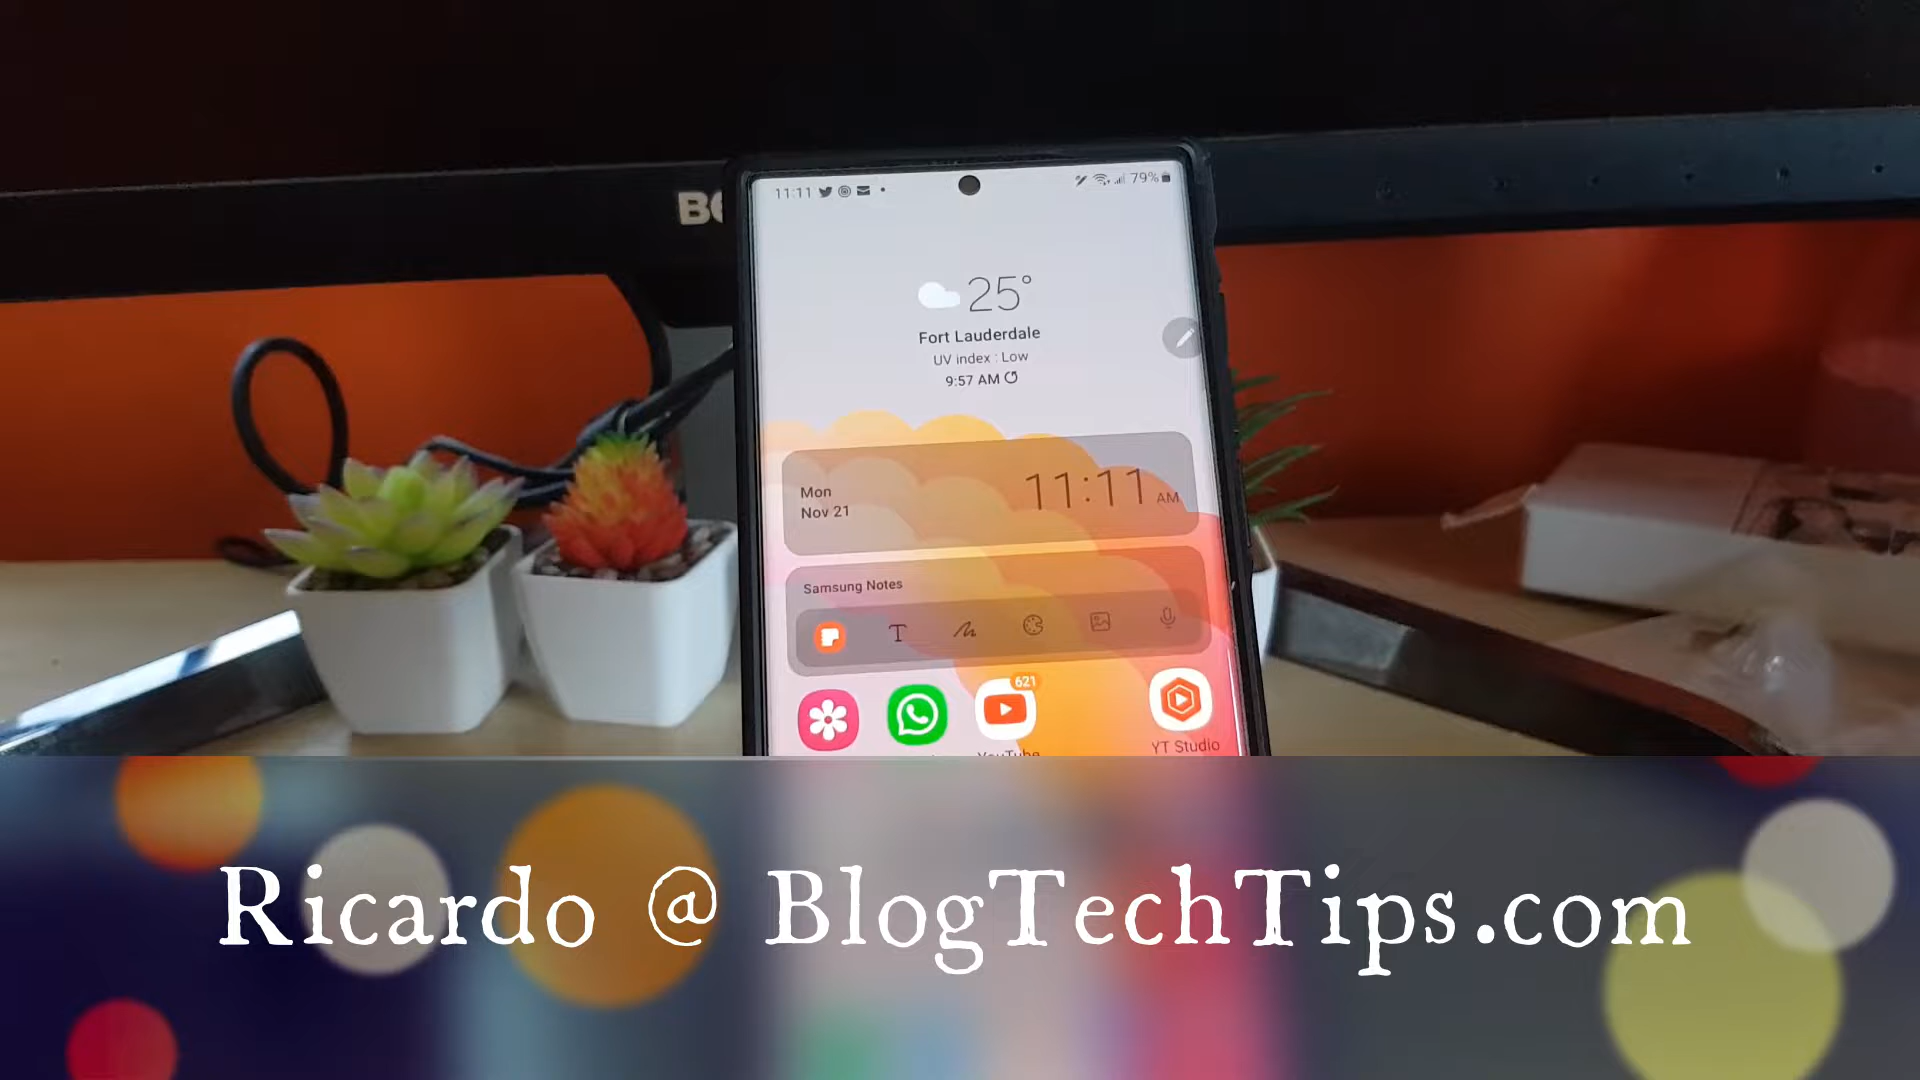 11:11
79%
25°
Fort Lauderdale
UV index : Low
9:57 AM
Mon
Nov 21
11:11 AM
Samsung Notes
T
621
YouTube
YT Studio
Ricardo @ BlogTechTips.com